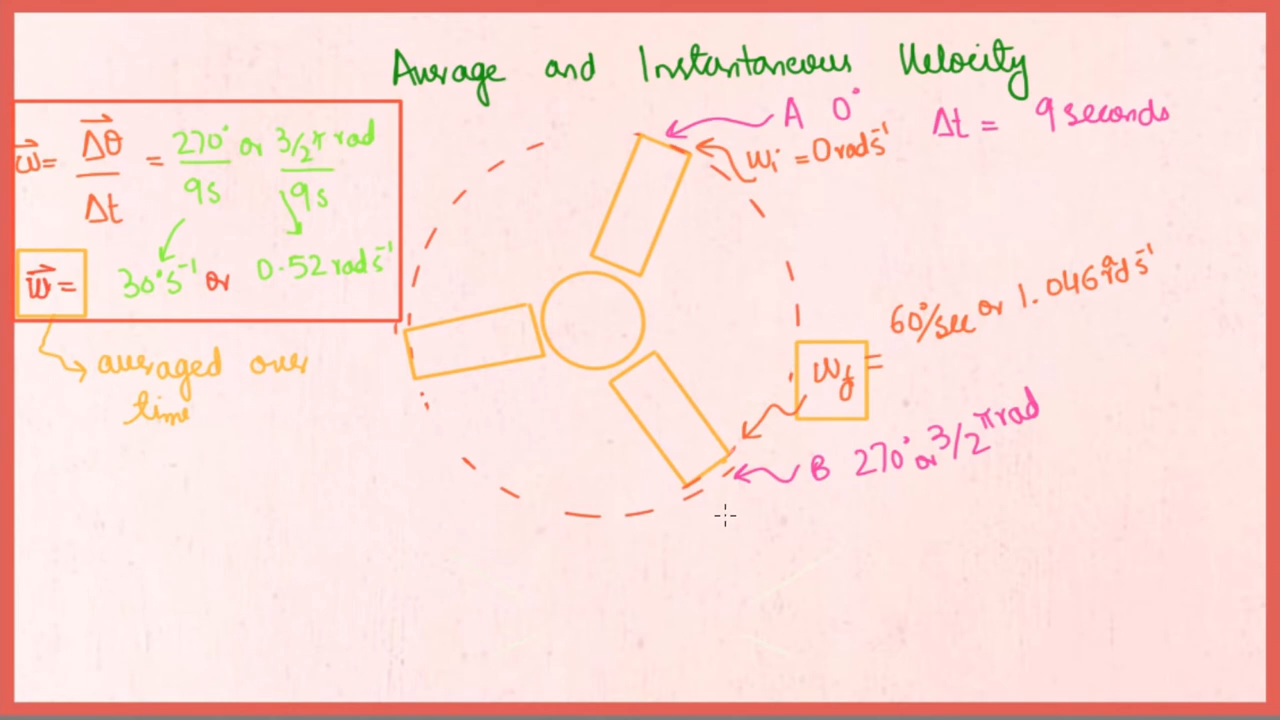 Average and Instantaneous Velocity
A 0°
Δt = 9 seconds
ωi = 0 rad s⁻¹
ω⃗ = Δθ⃗ / Δt = 270° / 9s or 3/2 π rad / 9s
ω⃗ = 30° s⁻¹ or 0.52 rad s⁻¹
averaged over
time
ωf = 60°/sec or 1.046 rad s⁻¹
B 270° or 3/2 π rad